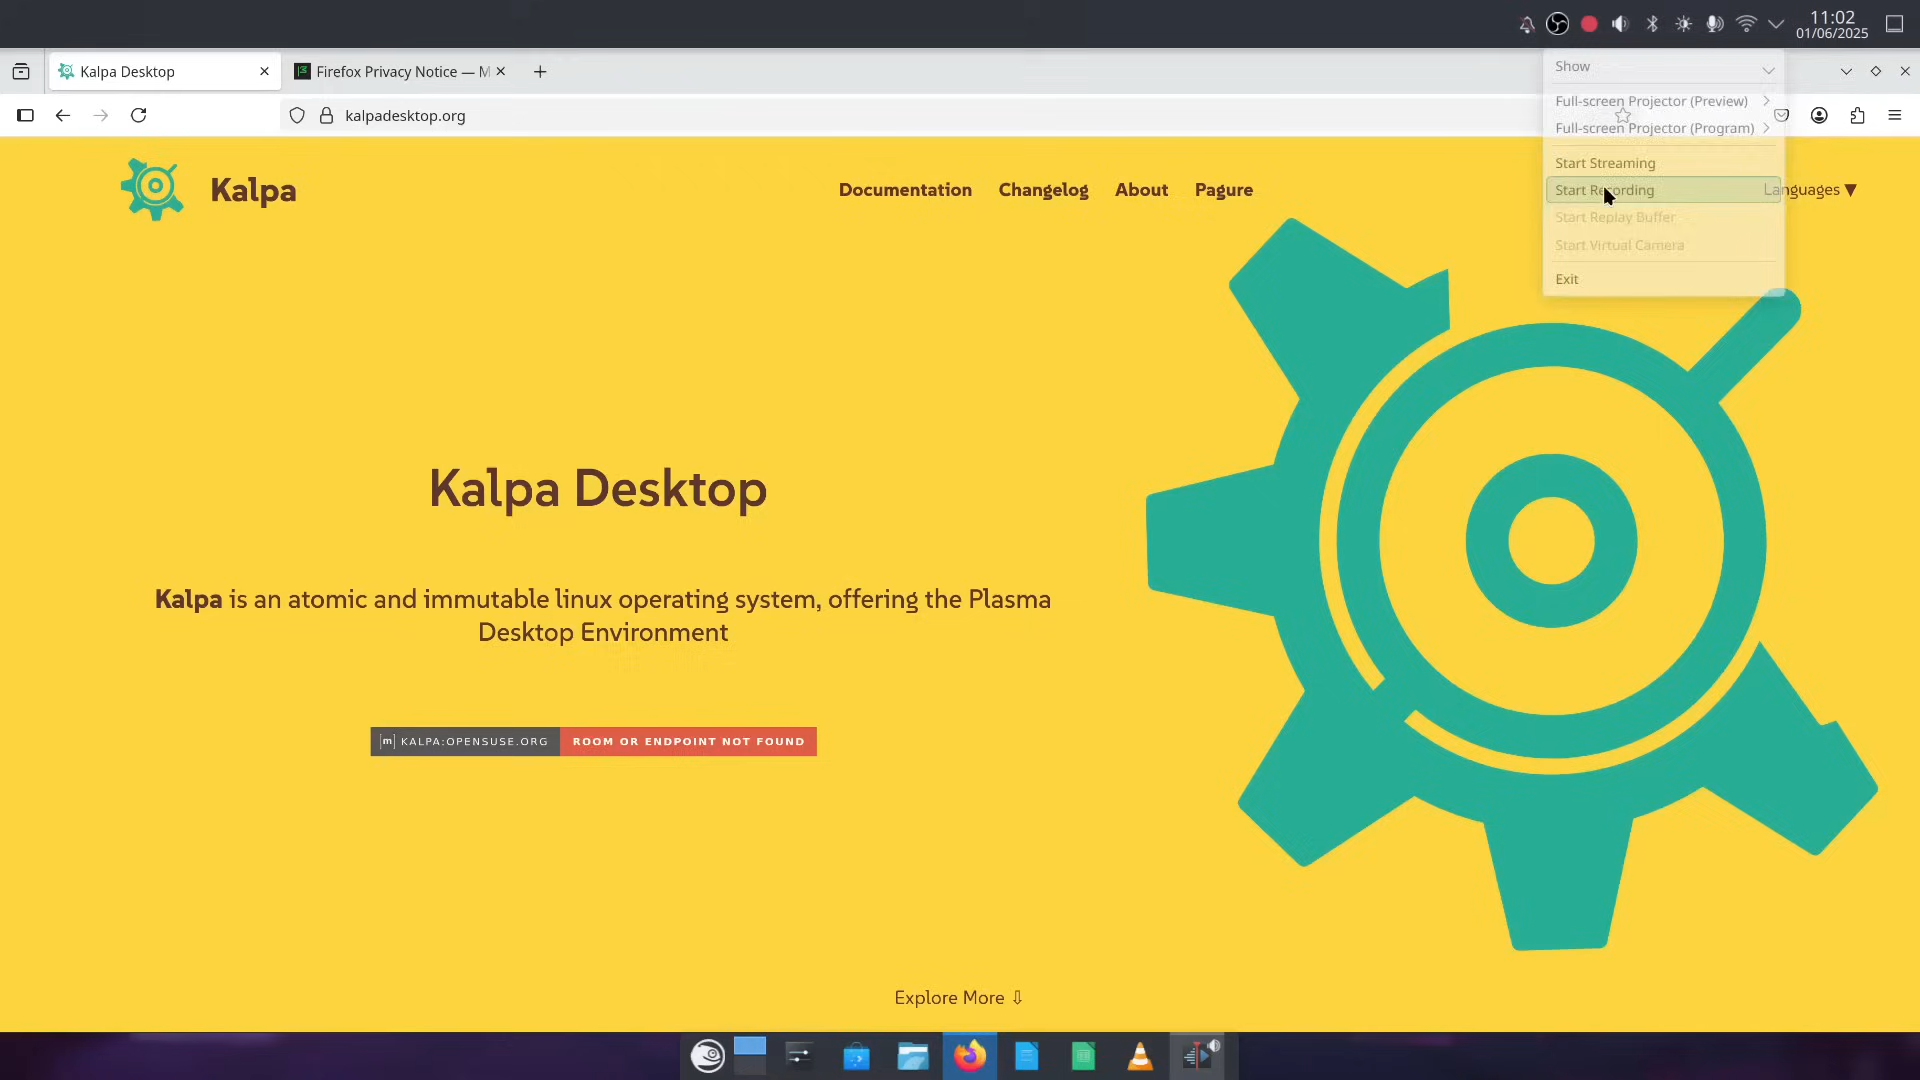 11:02
01/06/2025
Kalpa Desktop
Firefox Privacy Notice — M
kalpadesktop.org
Show
Full-screen Projector (Preview)
Full-screen Projector (Program)
Start Streaming
Start Recording
Start Replay Buffer
Start Virtual Camera
Exit
Kalpa
Documentation
Changelog
About
Pagure
Languages ▼
Kalpa Desktop
Kalpa is an atomic and immutable linux operating system, offering the Plasma
Desktop Environment
[m] KALPA:OPENSUSE.ORG ROOM OR ENDPOINT NOT FOUND
Explore More ⇩